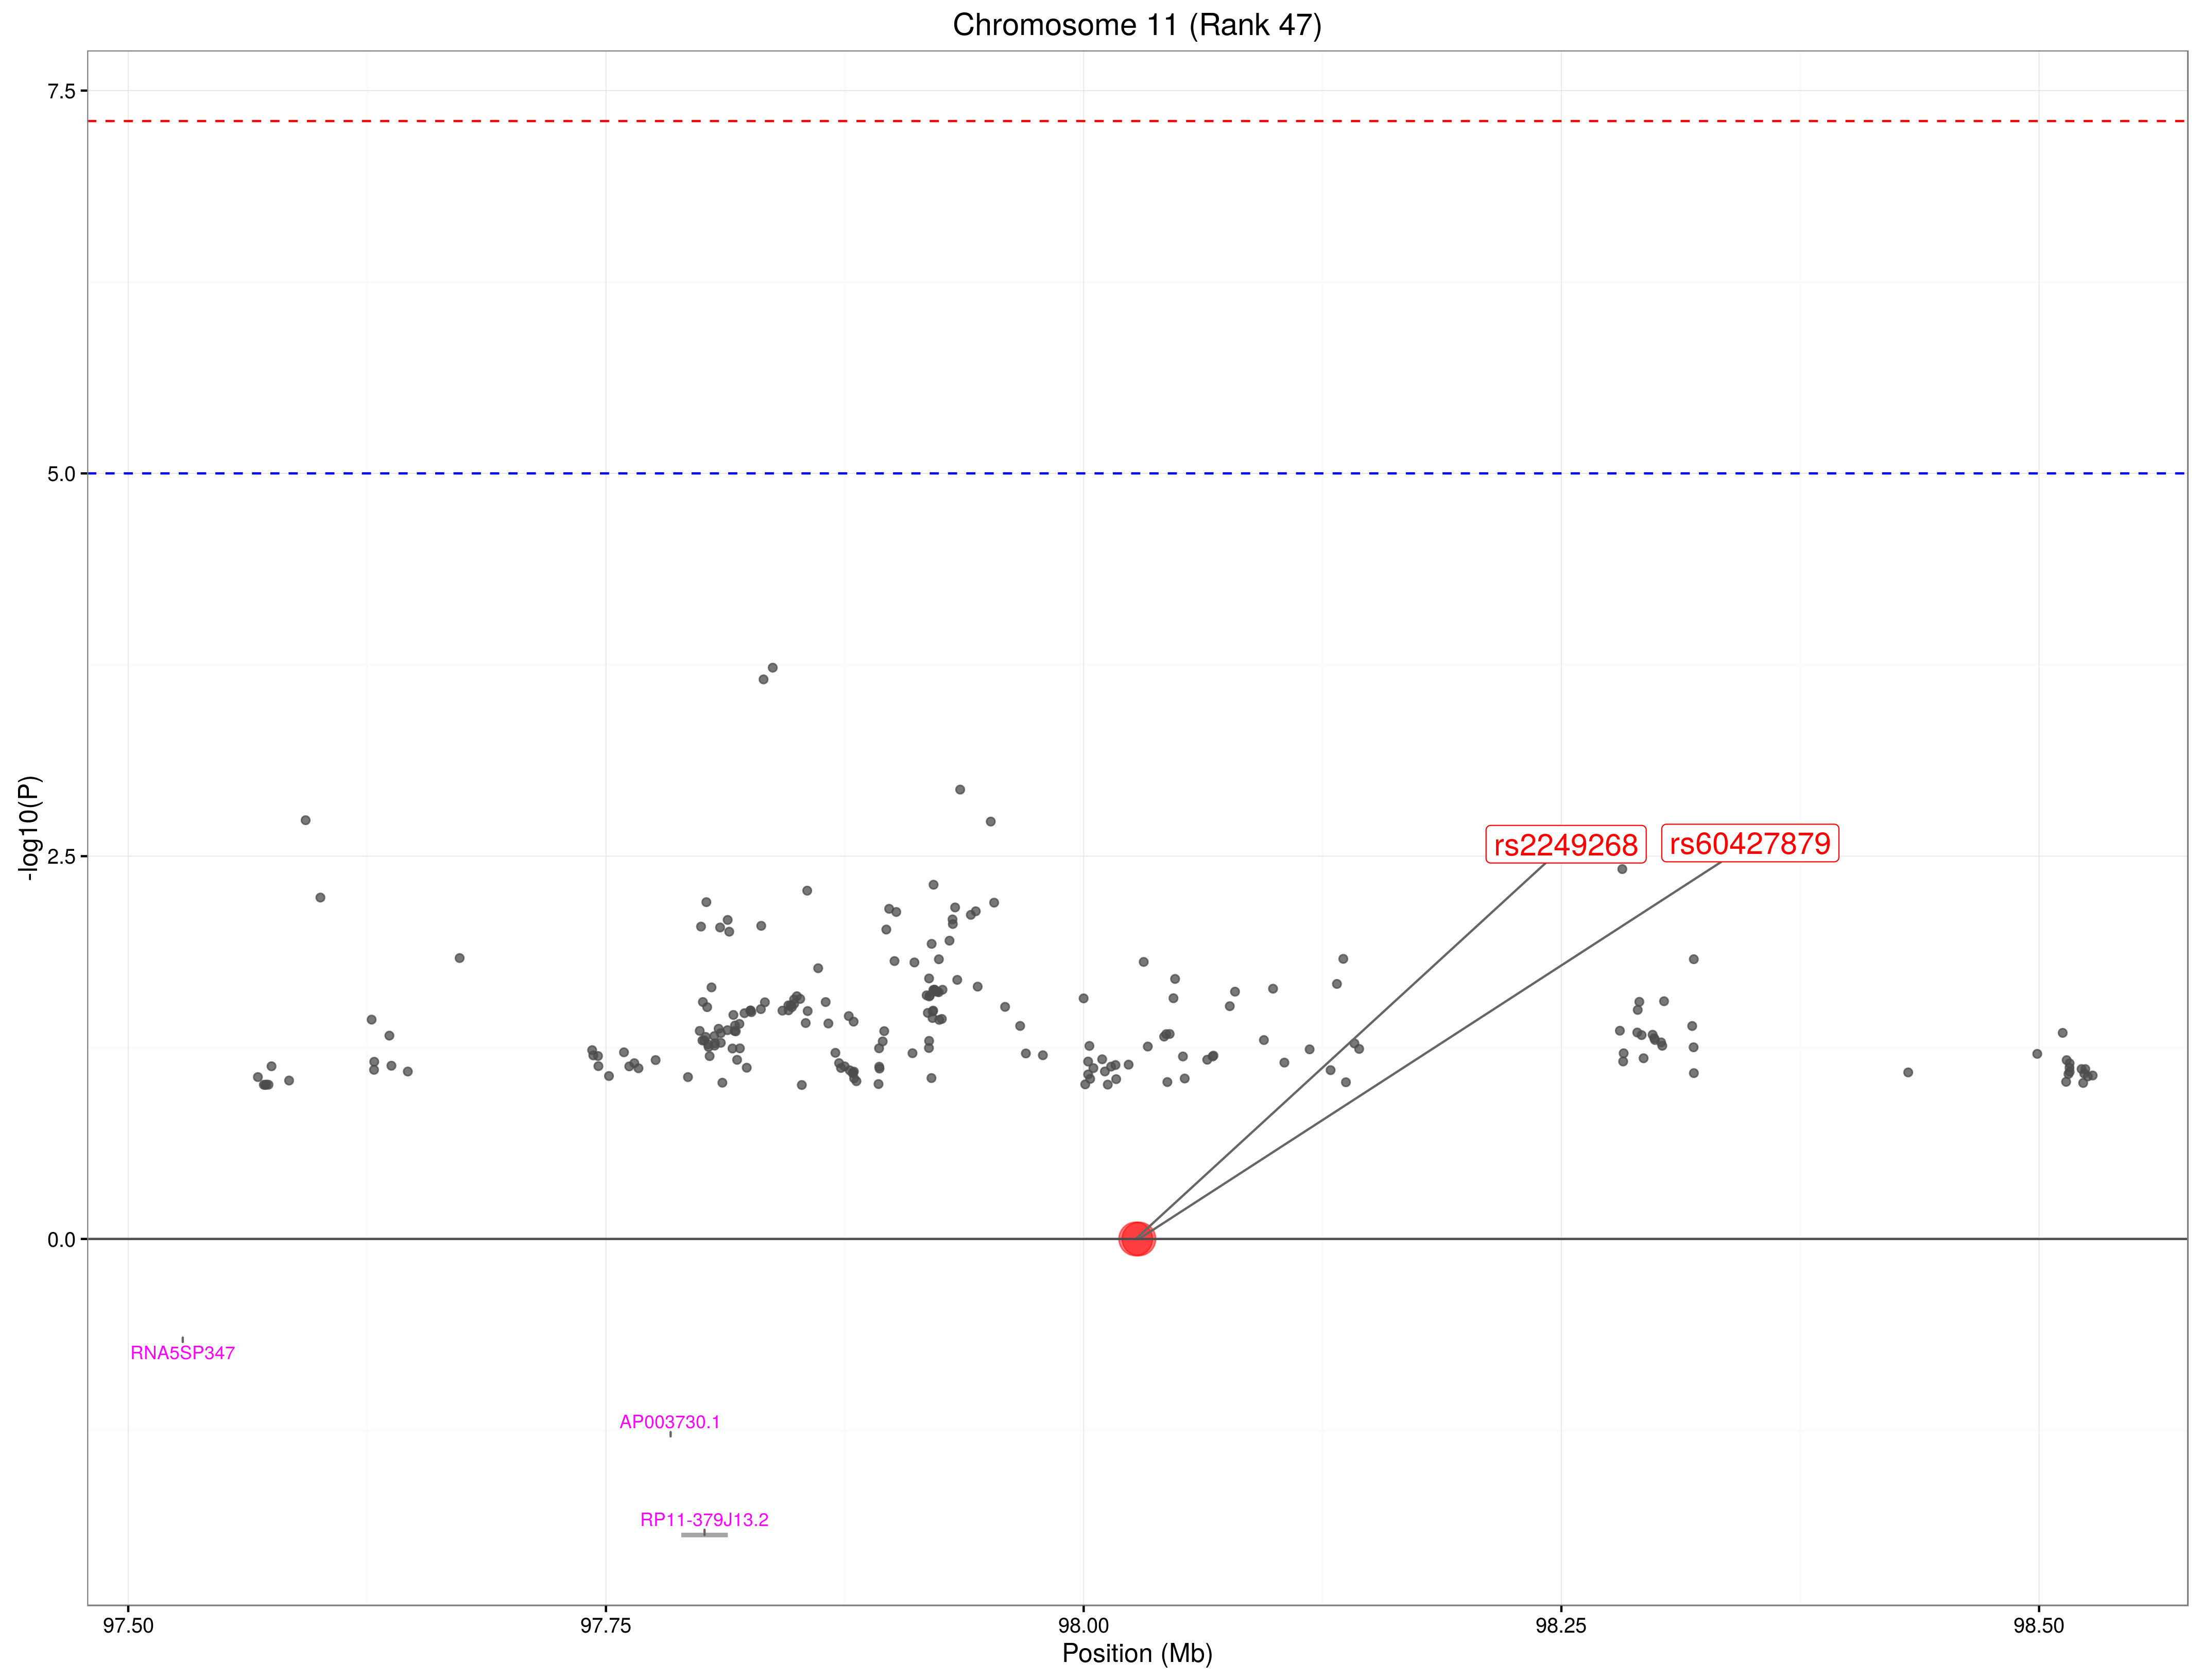 Chromosome 11 (Rank 47)
7.5
5.0
2.5
0.0
-log10(P)
rs2249268
rs60427879
RNA5SP347
AP003730.1
RP11-379J13.2
97.50
97.75
98.00
98.25
98.50
Position (Mb)